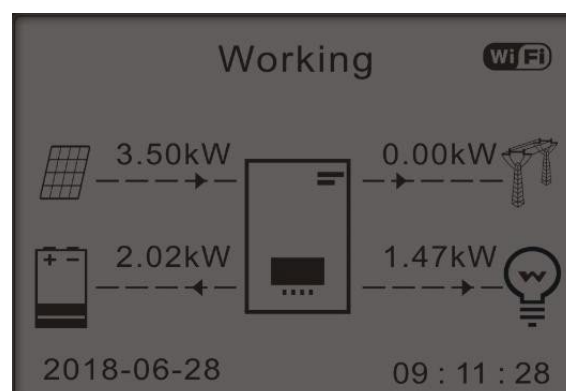 Working WiFi
3.50kW 0.00kW
+ -
2.02kW 1.47kW
2018-06-28 09 : 11 : 28